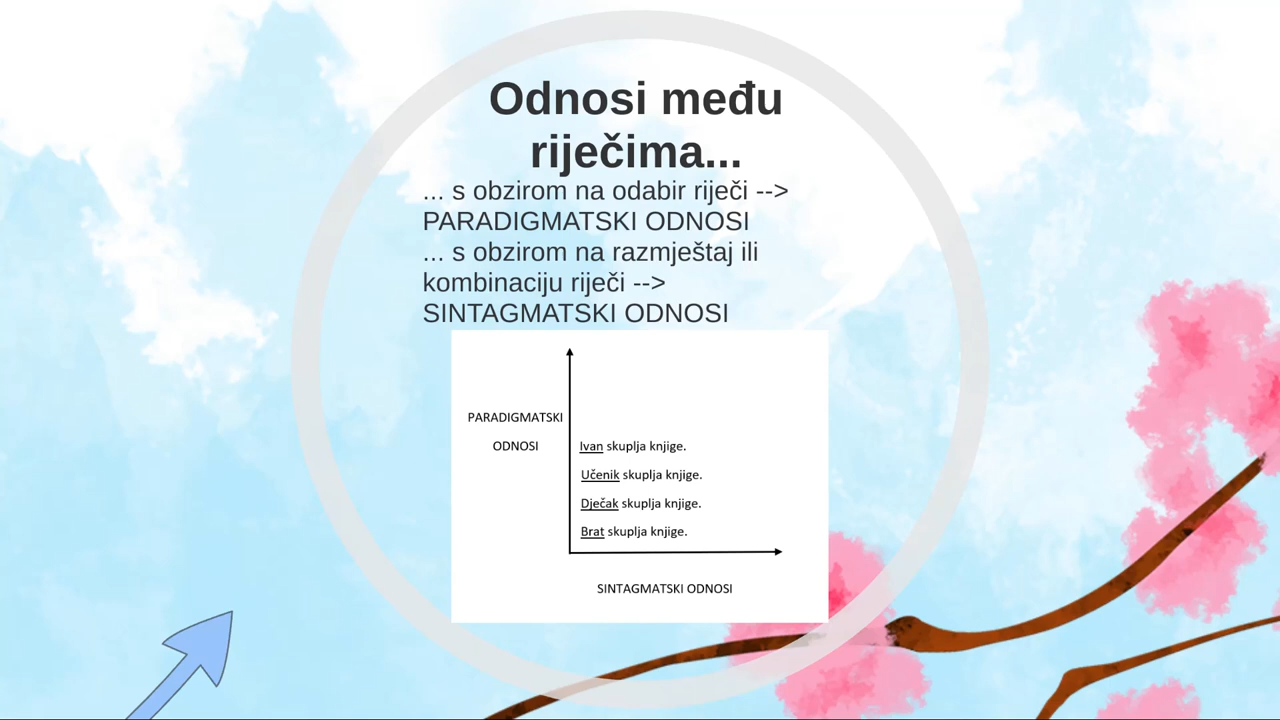 Odnosi među
riječima...
... s obzirom na odabir riječi -->
PARADIGMATSKI ODNOSI
... s obzirom na razmještaj ili
kombinaciju riječi -->
SINTAGMATSKI ODNOSI
PARADIGMATSKI
ODNOSI
Ivan skuplja knjige.
Učenik skuplja knjige.
Dječak skuplja knjige.
Brat skuplja knjige.
SINTAGMATSKI ODNOSI